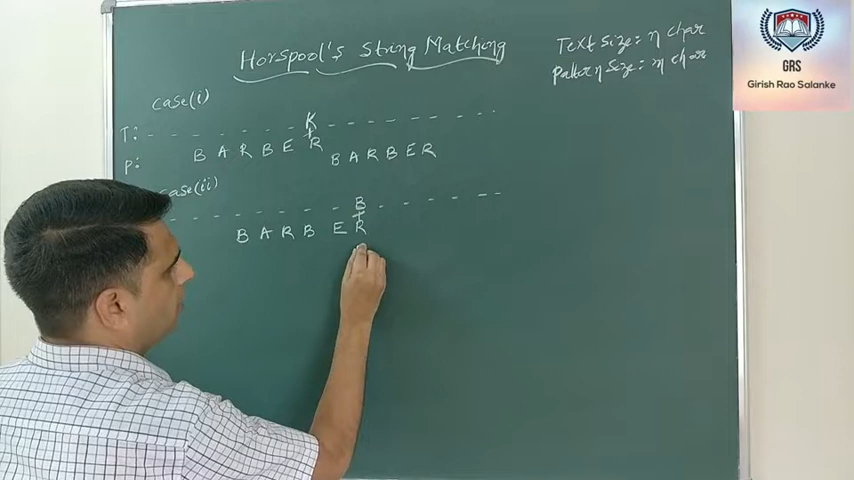 Horspool's String Matching
Text Size: n char
Pattern Size: m char
GRS
Girish Rao Salanke
case(i)
K
T: - - - - - - - - - - - - - -
P: B A R B E R
B A R B E R
case(ii)
B
- - - - - - - - - - - -
B A R B E R